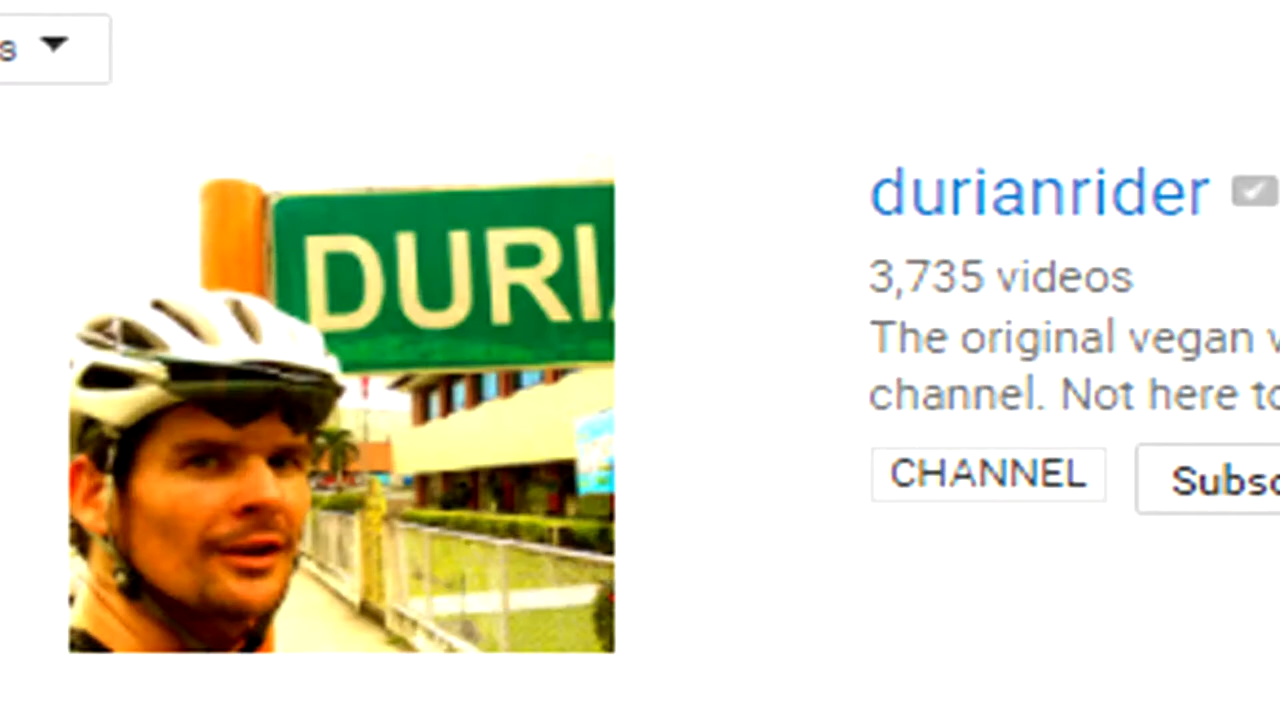 s
DURI
durianrider
3,735 videos
The original vegan
channel. Not here to
CHANNEL
Subsc